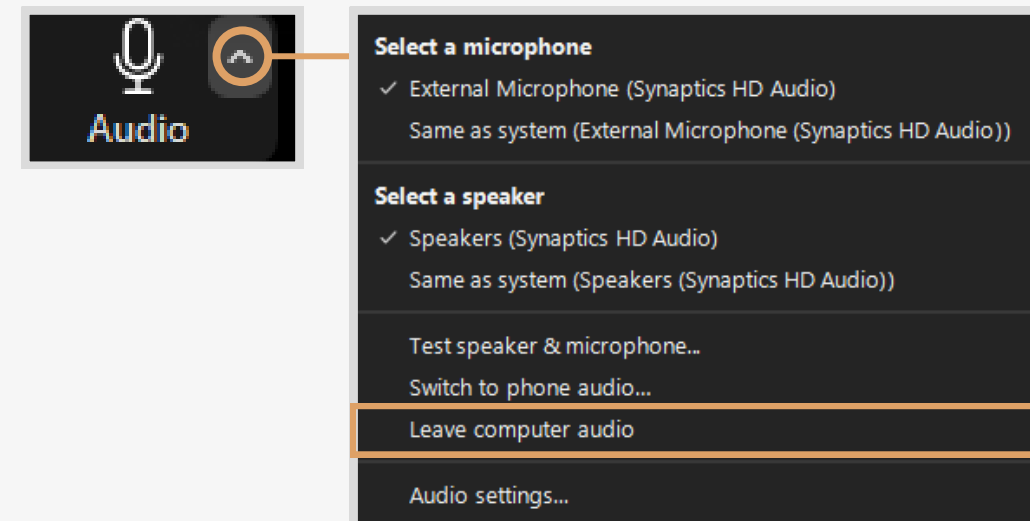 Audio
Select a microphone
External Microphone (Synaptics HD Audio)
Same as system (External Microphone (Synaptics HD Audio))
Select a speaker
Speakers (Synaptics HD Audio)
Same as system (Speakers (Synaptics HD Audio))
Test speaker & microphone...
Switch to phone audio...
Leave computer audio
Audio settings...